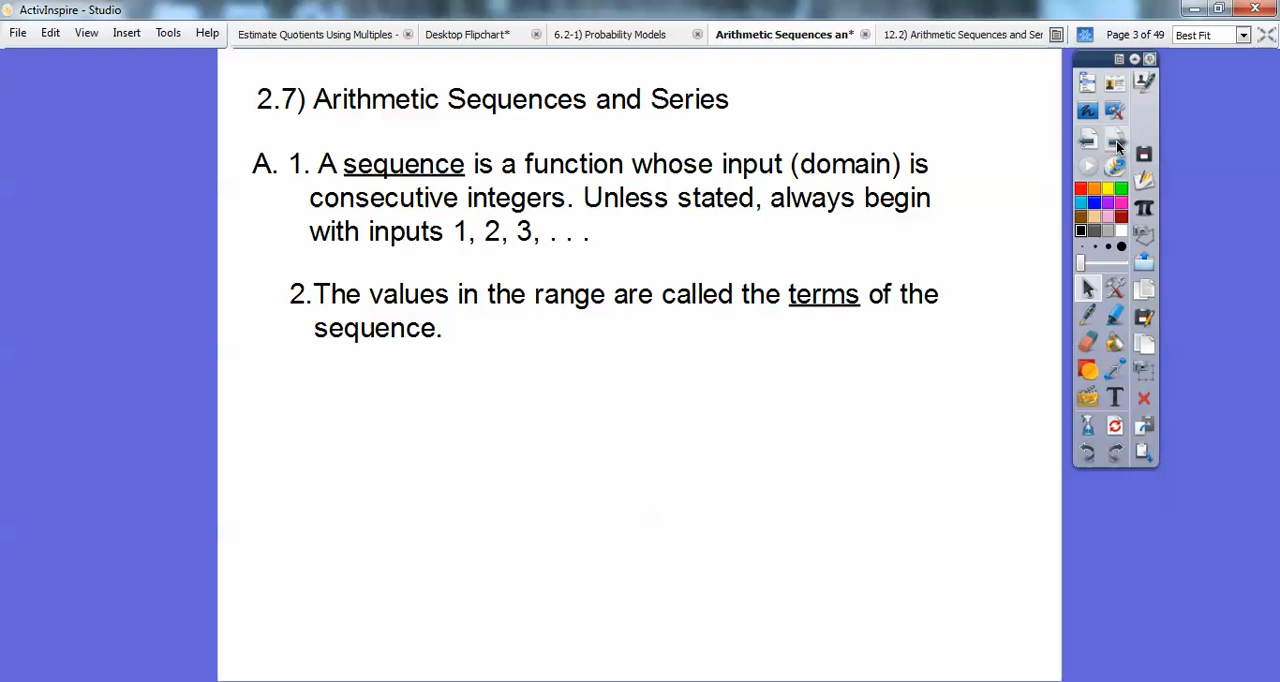 ActivInspire - Studio
File Edit View Insert Tools Help
Estimate Quotients Using Multiples - Desktop Flipchart* 6.2-1) Probability Models Arithmetic Sequences an* 12.2) Arithmetic Sequences and Ser Page 3 of 49 Best Fit
2.7) Arithmetic Sequences and Series
A. 1. A sequence is a function whose input (domain) is
consecutive integers. Unless stated, always begin
with inputs 1, 2, 3, . . .
2.The values in the range are called the terms of the
sequence.